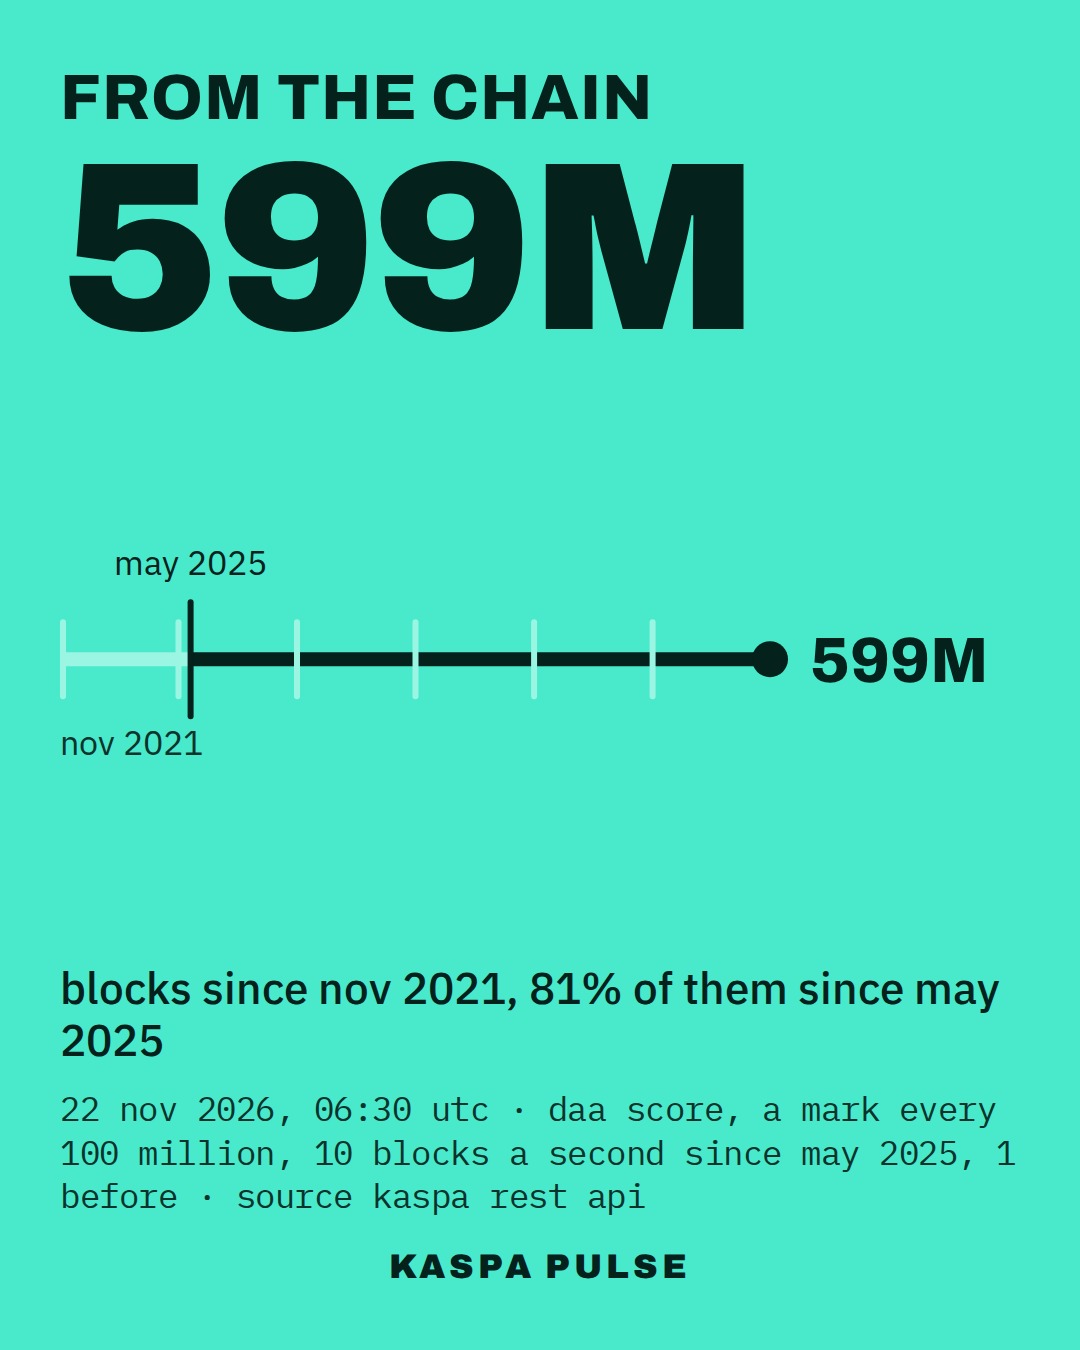 FROM THE CHAIN
599M
may 2025
599M
nov 2021
blocks since nov 2021, 81% of them since may
2025
22 nov 2026, 06:30 utc · daa score, a mark every
100 million, 10 blocks a second since may 2025, 1
before · source kaspa rest api
KASPA PULSE